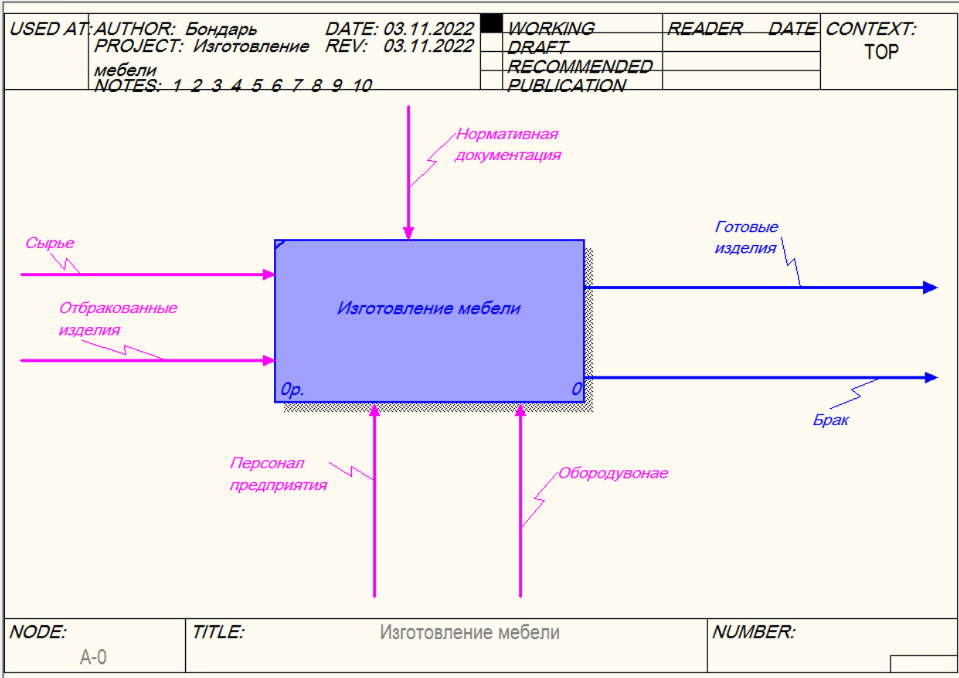 USED AT:
AUTHOR: Бондарь
DATE: 03.11.2022
PROJECT: Изготовление
мебели
REV: 03.11.2022
NOTES: 1 2 3 4 5 6 7 8 9 10
WORKING
DRAFT
RECOMMENDED
PUBLICATION
READER DATE
CONTEXT:
TOP
Нормативная
документация
Сырье
Отбракованные
изделия
Изготовление мебели
0р.
0
Готовые
изделия
Брак
Персонал
предприятия
Обородувонае
NODE:
A-0
TITLE:
Изготовление мебели
NUMBER: